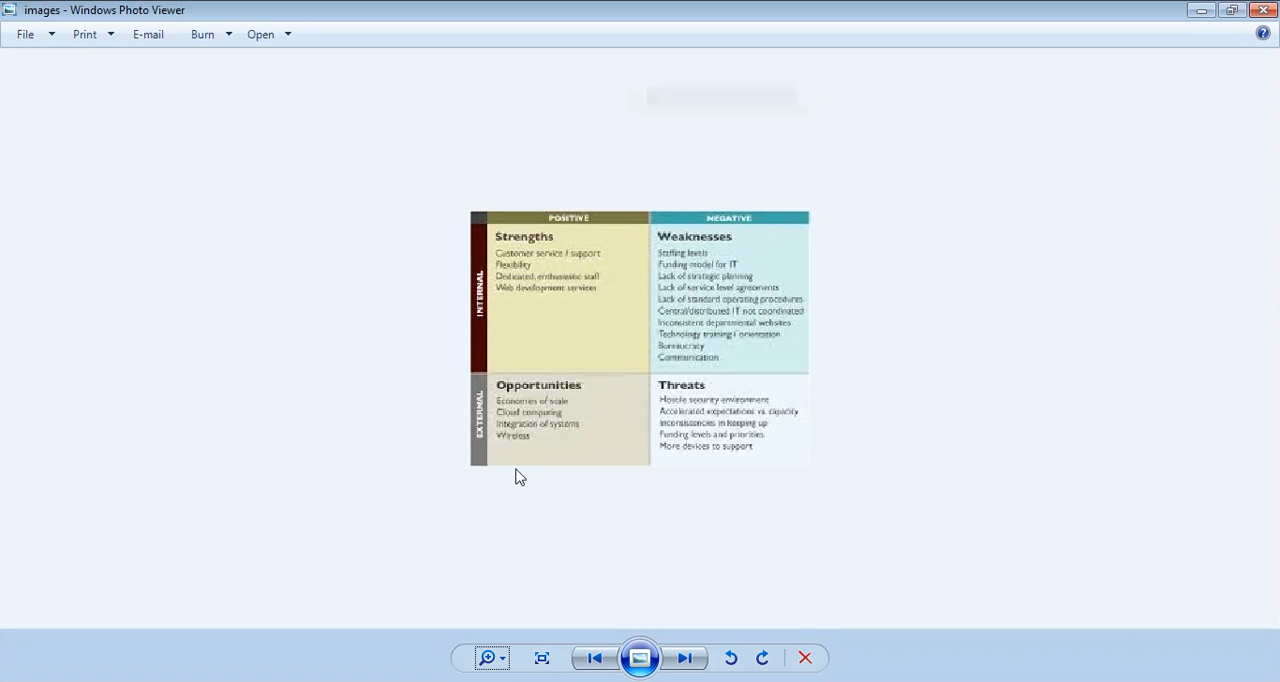 images - Windows Photo Viewer
File Print E-mail Burn Open
POSITIVE NEGATIVE
INTERNAL
Strengths
Customer service / support
Flexibility
Dedicated, enthusiastic staff
Web development services
Weaknesses
Staffing levels
Funding model for IT
Lack of strategic planning
Lack of service level agreements
Lack of standard operating procedures
Central/distributed IT not coordinated
Inconsistent departmental websites
Technology training / orientation
Bureaucracy
Communication
EXTERNAL
Opportunities
Economies of scale
Cloud computing
Integration of systems
Wireless
Threats
Hostile security environment
Accelerated expectations vs. capacity
Inconsistencies in keeping up
Funding levels and priorities
More devices to support